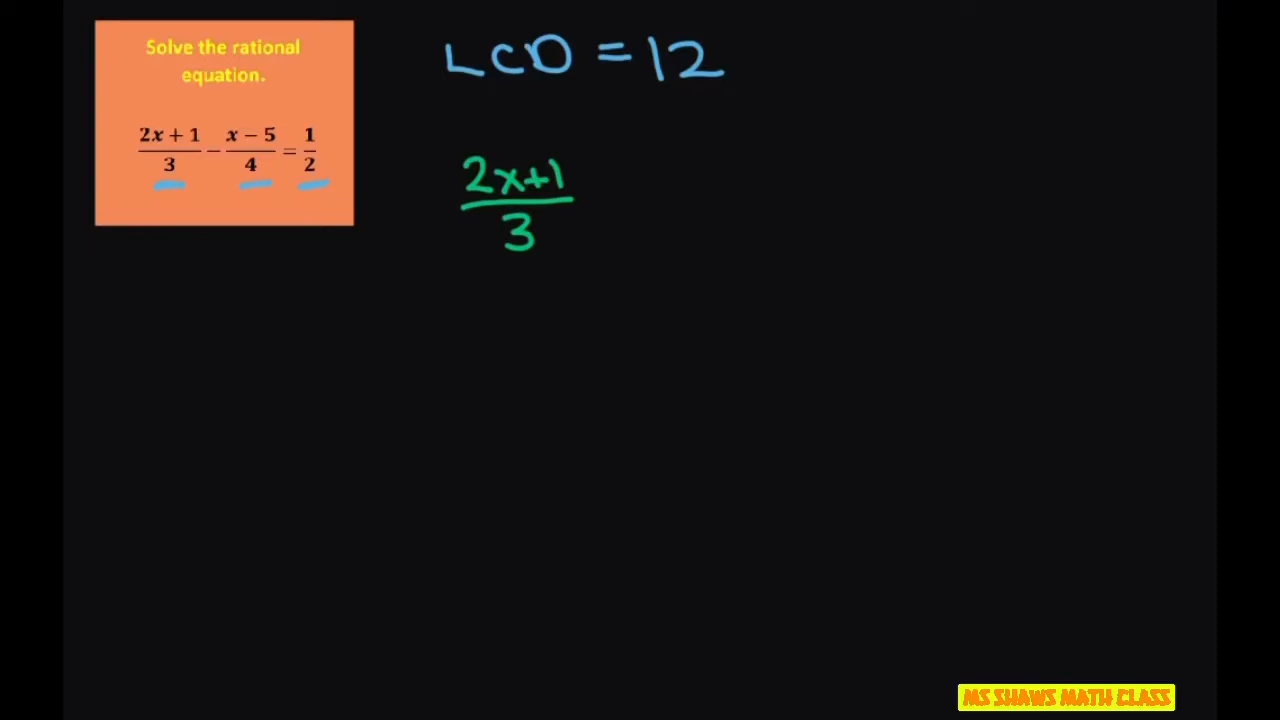 Solve the rational
equation.
2x + 1 x − 5 1
— − — = —
3 4 2
LCD = 12
2x+1
3
MS SHAWS MATH CLASS